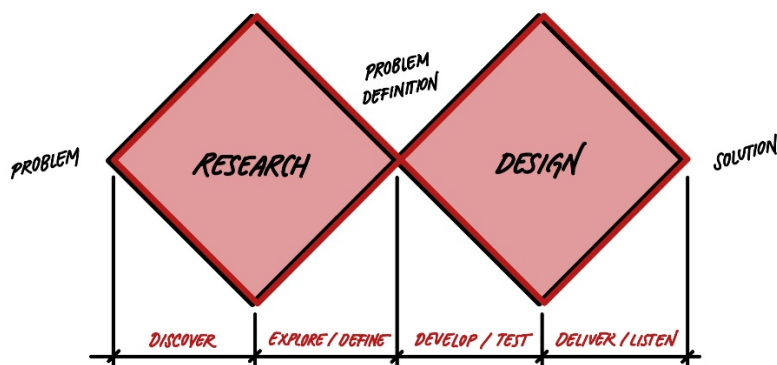 PROBLEM
DEFINITION
PROBLEM
RESEARCH
DESIGN
SOLUTION
DISCOVER
EXPLORE / DEFINE
DEVELOP / TEST
DELIVER / LISTEN